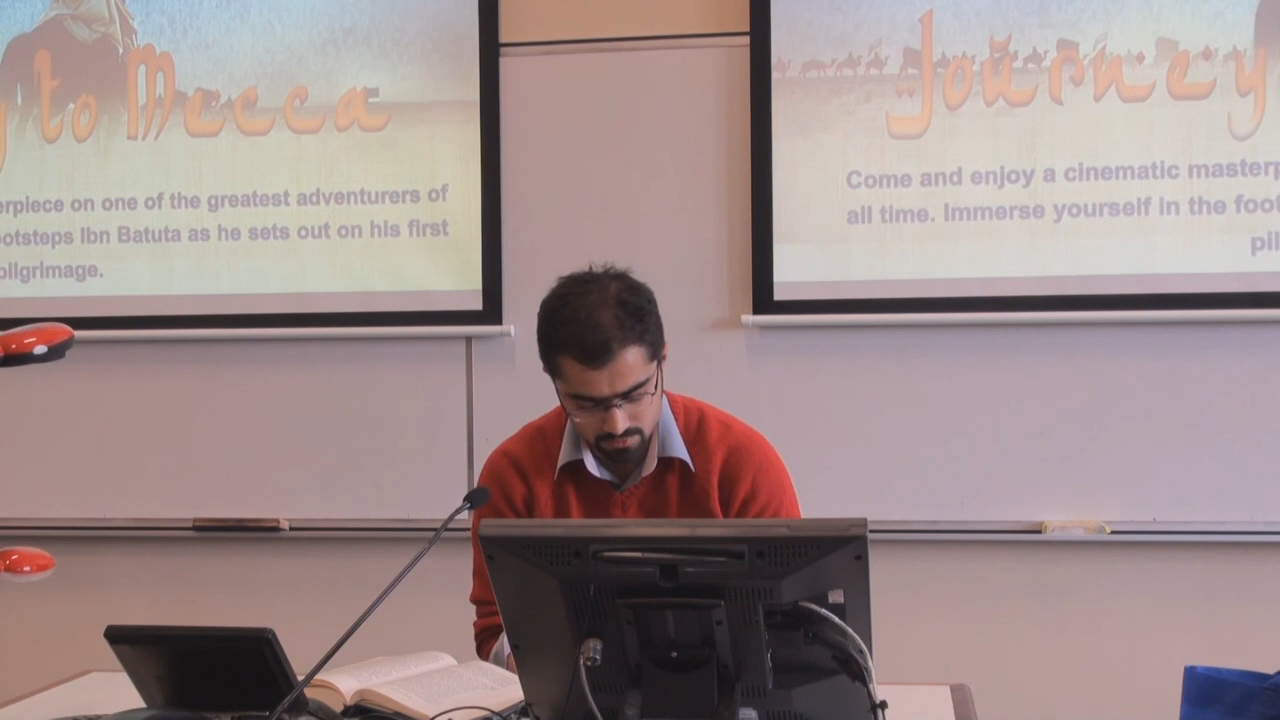 to Mecca
erpiece on one of the greatest adventurers of
ootsteps Ibn Batuta as he sets out on his first
pilgrimage.
Journey
Come and enjoy a cinematic masterp
all time. Immerse yourself in the foot
pil